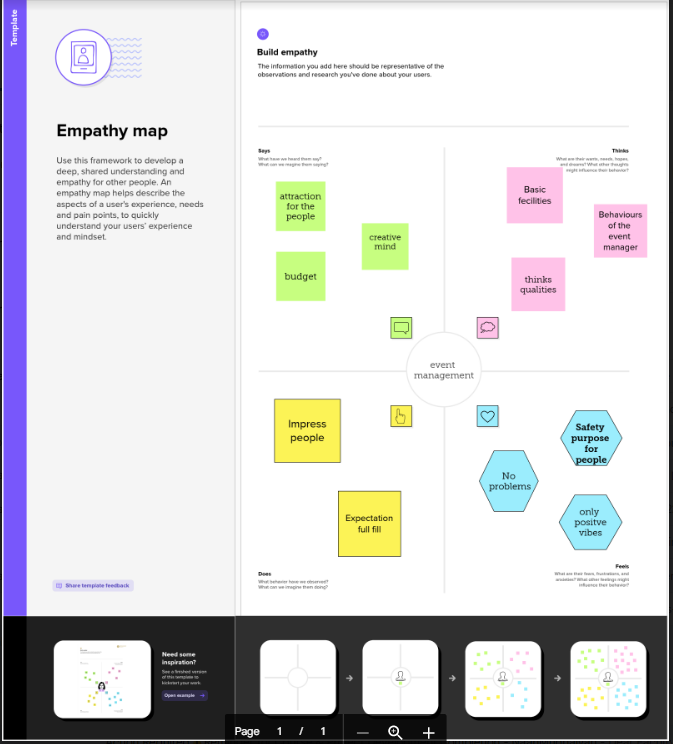 Template
Empathy map
Use this framework to develop a
deep, shared understanding and
empathy for other people. An
empathy map helps describe the
aspects of a user's experience, needs
and pain points, to quickly
understand your users' experience
and mindset.
Share template feedback
Build empathy
The information you add here should be representative of the
observations and research you've done about your users.
Says
What have we heard them say?
What can we imagine them saying?
Thinks
What are their wants, needs, hopes,
and dreams? What other thoughts
might influence their behavior?
attraction
for the
people
creative
mind
budget
Basic
fecilities
Behaviours
of the
event
manager
thinks
qualities
event
management
Impress
people
Expectation
full fill
Safety
purpose
for
people
No
problems
only
positve
vibes
Does
What behavior have we observed?
What can we imagine them doing?
Feels
What are their fears, frustrations, and
anxieties? What other feelings might
influence their behavior?
Need some
inspiration?
See a finished version
of this template to
kickstart your work.
Open example
Page 1 / 1